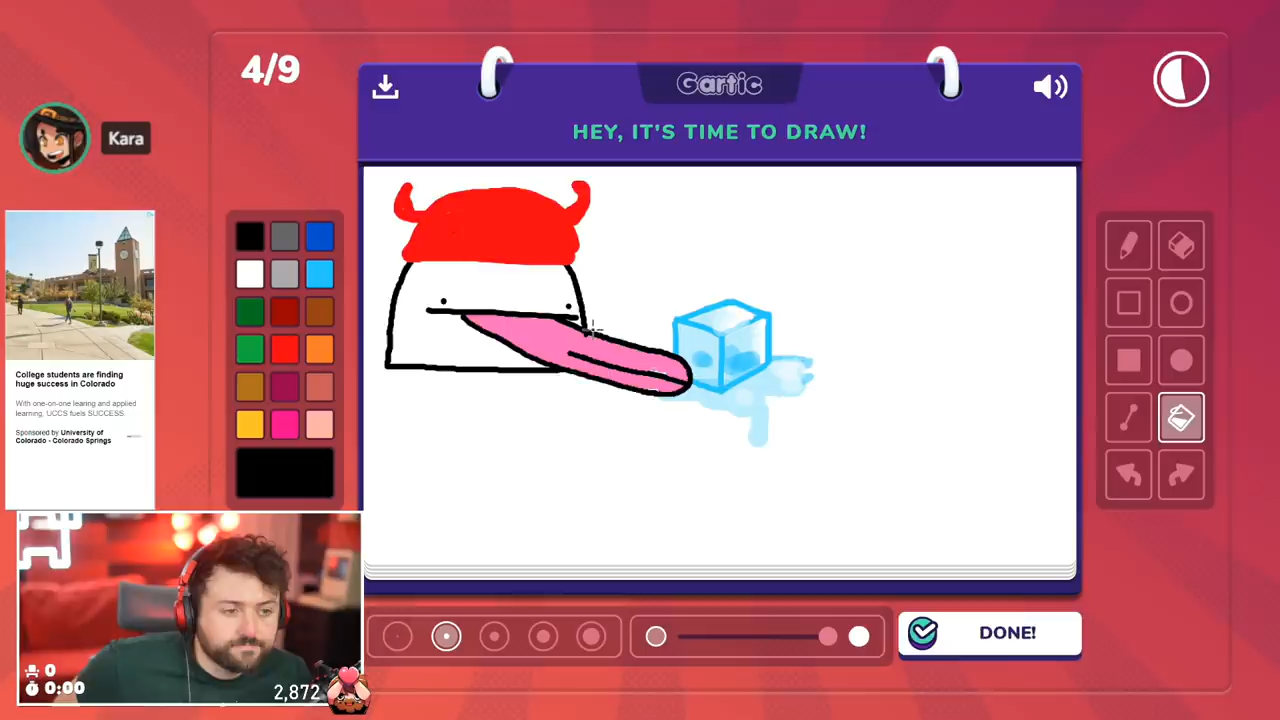 4/9
Gartic
HEY, IT'S TIME TO DRAW!
Kara
College students are finding
huge success in Colorado
With one-on-one learing and applied
learning, UCCS fuels SUCCESS.
Sponsored by University of
Colorado - Colorado Springs
0
0:00
2,872
DONE!